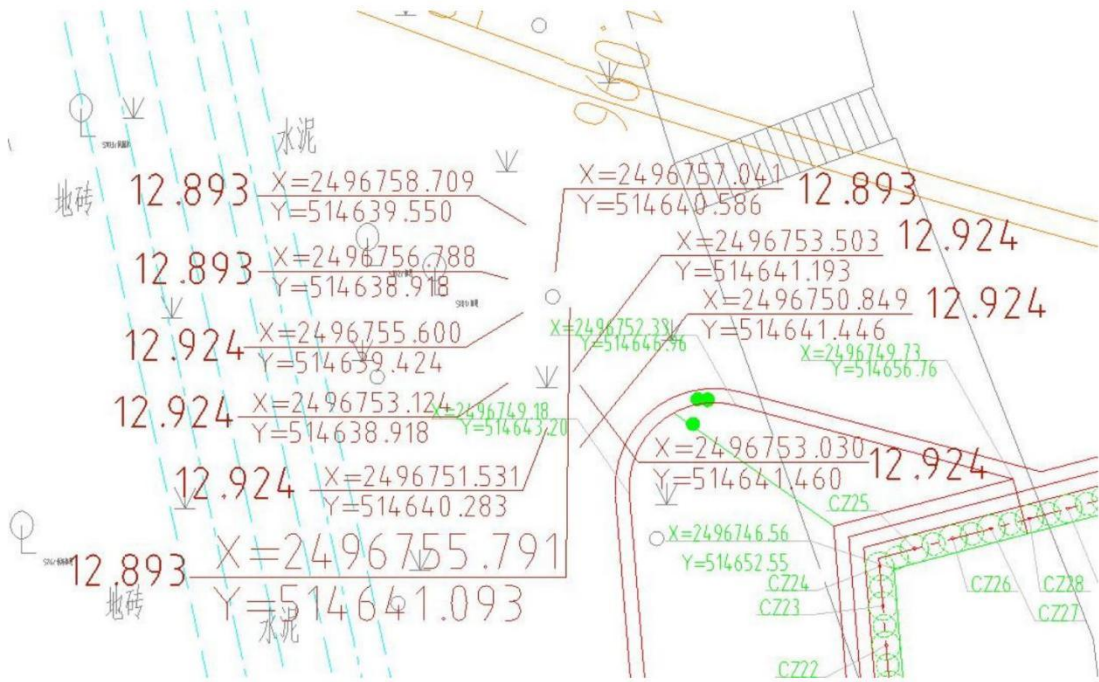 水泥
地砖
12.893
X=2496758.709
Y=514639.550
X=2496757.041
Y=514640.586
12.893
12.893
X=2496756.788
Y=514638.918
X=2496753.503
Y=514641.193
12.924
12.924
X=2496755.600
Y=514639.424
X=2496750.849
Y=514641.446
12.924
X=2496752.33
Y=514646.96
X=2496749.73
Y=514656.76
12.924
X=2496753.124
Y=514638.918
X=2496749.18
Y=514643.20
X=2496753.030
Y=514641.460
12.924
12.924
X=2496751.531
Y=514640.283
CZ25
X=2496746.56
Y=514652.55
12.893
X=2496755.791
Y=514641.093
地砖
水泥
CZ24
CZ23
CZ26
CZ28
CZ27
CZ22